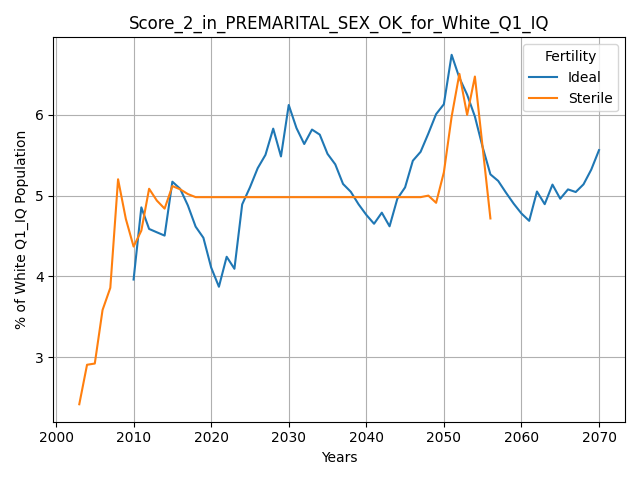 Score_2_in_PREMARITAL_SEX_OK_for_White_Q1_IQ
Fertility
Ideal
Sterile
% of White Q1_IQ Population
6
5
4
3
2000 2010 2020 2030 2040 2050 2060 2070
Years